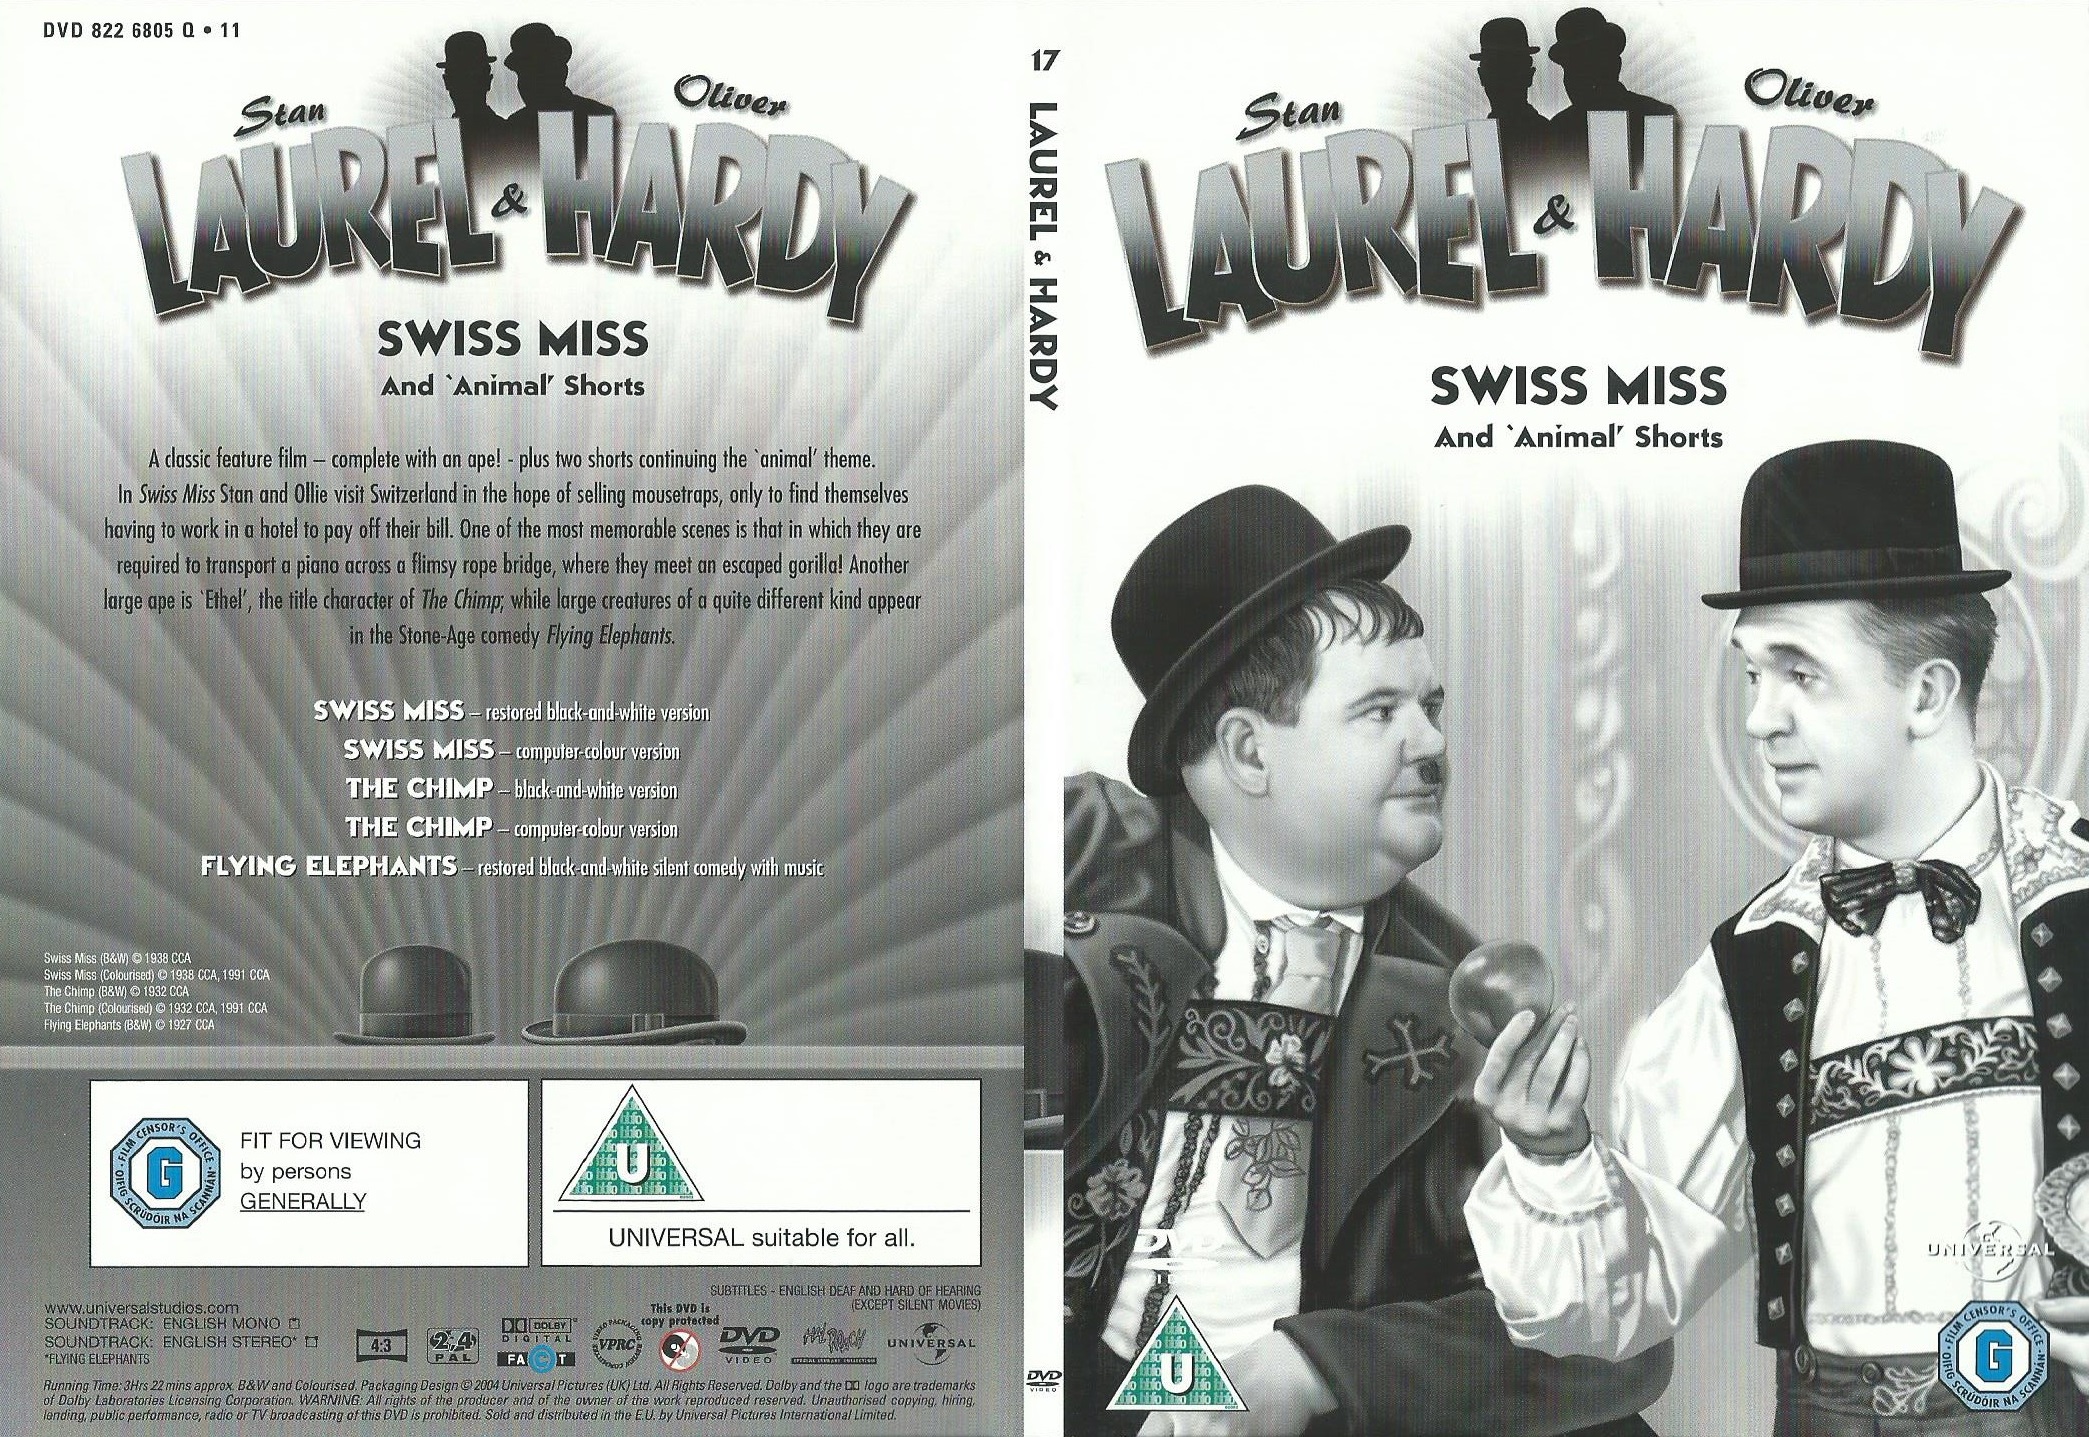 DVD 822 6805 Q • 11
Stan
Oliver
LAUREL & HARDY
SWISS MISS
And `Animal' Shorts
A classic feature film – complete with an ape! - plus two shorts continuing the `animal' theme.
In Swiss Miss Stan and Ollie visit Switzerland in the hope of selling mousetraps, only to find themselves
having to work in a hotel to pay off their bill. One of the most memorable scenes is that in which they are
required to transport a piano across a flimsy rope bridge, where they meet an escaped gorilla! Another
large ape is `Ethel', the title character of The Chimp; while large creatures of a quite different kind appear
in the Stone-Age comedy Flying Elephants.
SWISS MISS – restored black-and-white version
SWISS MISS – computer-colour version
THE CHIMP – black-and-white version
THE CHIMP – computer-colour version
FLYING ELEPHANTS – restored black-and-white silent comedy with music
Swiss Miss (B&W) © 1938 CCA
Swiss Miss (Colourised) © 1938 CCA, 1991 CCA
The Chimp (B&W) © 1932 CCA
The Chimp (Colourised) © 1932 CCA, 1991 CCA
Flying Elephants (B&W) © 1927 CCA
FILM CENSOR'S OFFICE
G
OIFIG SCRÚDÓIR NA SCANNÁN
FIT FOR VIEWING
by persons
GENERALLY
U
UNIVERSAL suitable for all.
SUBTITLES - ENGLISH DEAF AND HARD OF HEARING
(EXCEPT SILENT MOVIES)
www.universalstudios.com
SOUNDTRACK: ENGLISH MONO
SOUNDTRACK: ENGLISH STEREO*
*FLYING ELEPHANTS
4:3
2,4
PAL
DOLBY
DIGITAL
FACT
VPRC
This DVD is
copy protected
DVD
VIDEO
HAL ROACH
UNIVERSAL
Running Time: 3Hrs 22 mins approx. B&W and Colourised. Packaging Design © 2004 Universal Pictures (UK) Ltd. All Rights Reserved. Dolby and the logo are trademarks
of Dolby Laboratories Licensing Corporation. WARNING: All rights of the producer and of the owner of the work reproduced reserved. Unauthorised copying, hiring,
lending, public performance, radio or TV broadcasting of this DVD is prohibited. Sold and distributed in the E.U. by Universal Pictures International Limited.
17
LAUREL & HARDY
DVD
VIDEO
Stan
Oliver
LAUREL & HARDY
SWISS MISS
And `Animal' Shorts
DVD
UNIVERSAL
U
FILM CENSOR'S OFFICE
G
OIFIG SCRÚDÓIR NA SCANNÁN